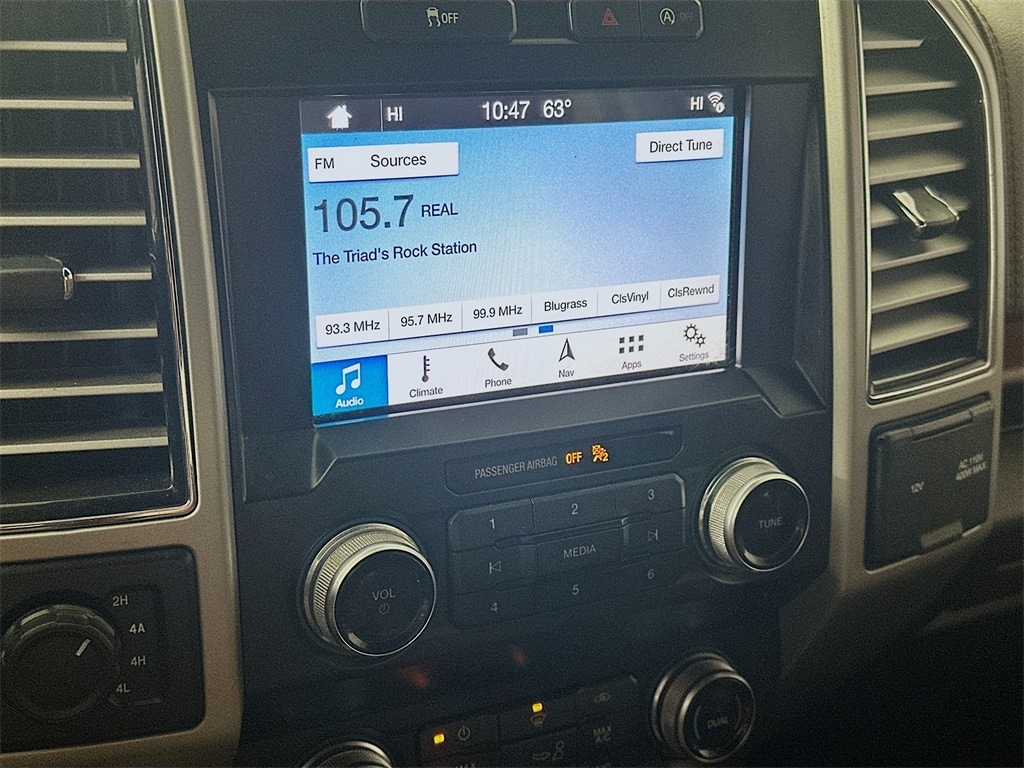 OFF
A OFF
HI 10:47 63° HI
FM Sources
Direct Tune
105.7 REAL
The Triad's Rock Station
93.3 MHz 95.7 MHz 99.9 MHz Blugrass ClsVinyl ClsRewnd
Audio Climate Phone Nav Apps Settings
PASSENGER AIRBAG OFF
1 2 3
MEDIA
4 5 6
VOL
TUNE
12V
AC 110V
400W MAX
2H
4A
4H
4L
DUAL
MAX
A/C
MAX